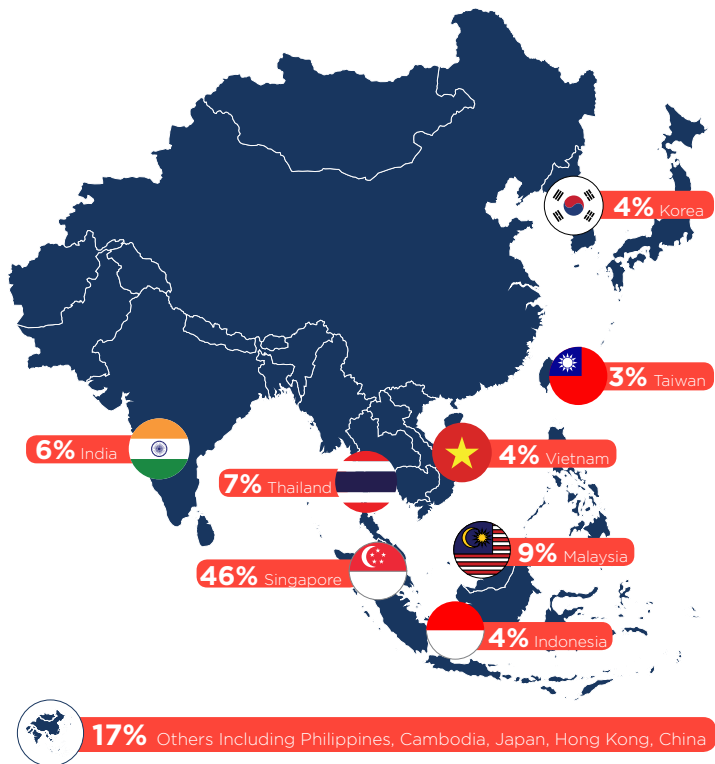 4% Korea
3% Taiwan
6% India
4% Vietnam
7% Thailand
9% Malaysia
46% Singapore
4% Indonesia
17% Others Including Philippines, Cambodia, Japan, Hong Kong, China